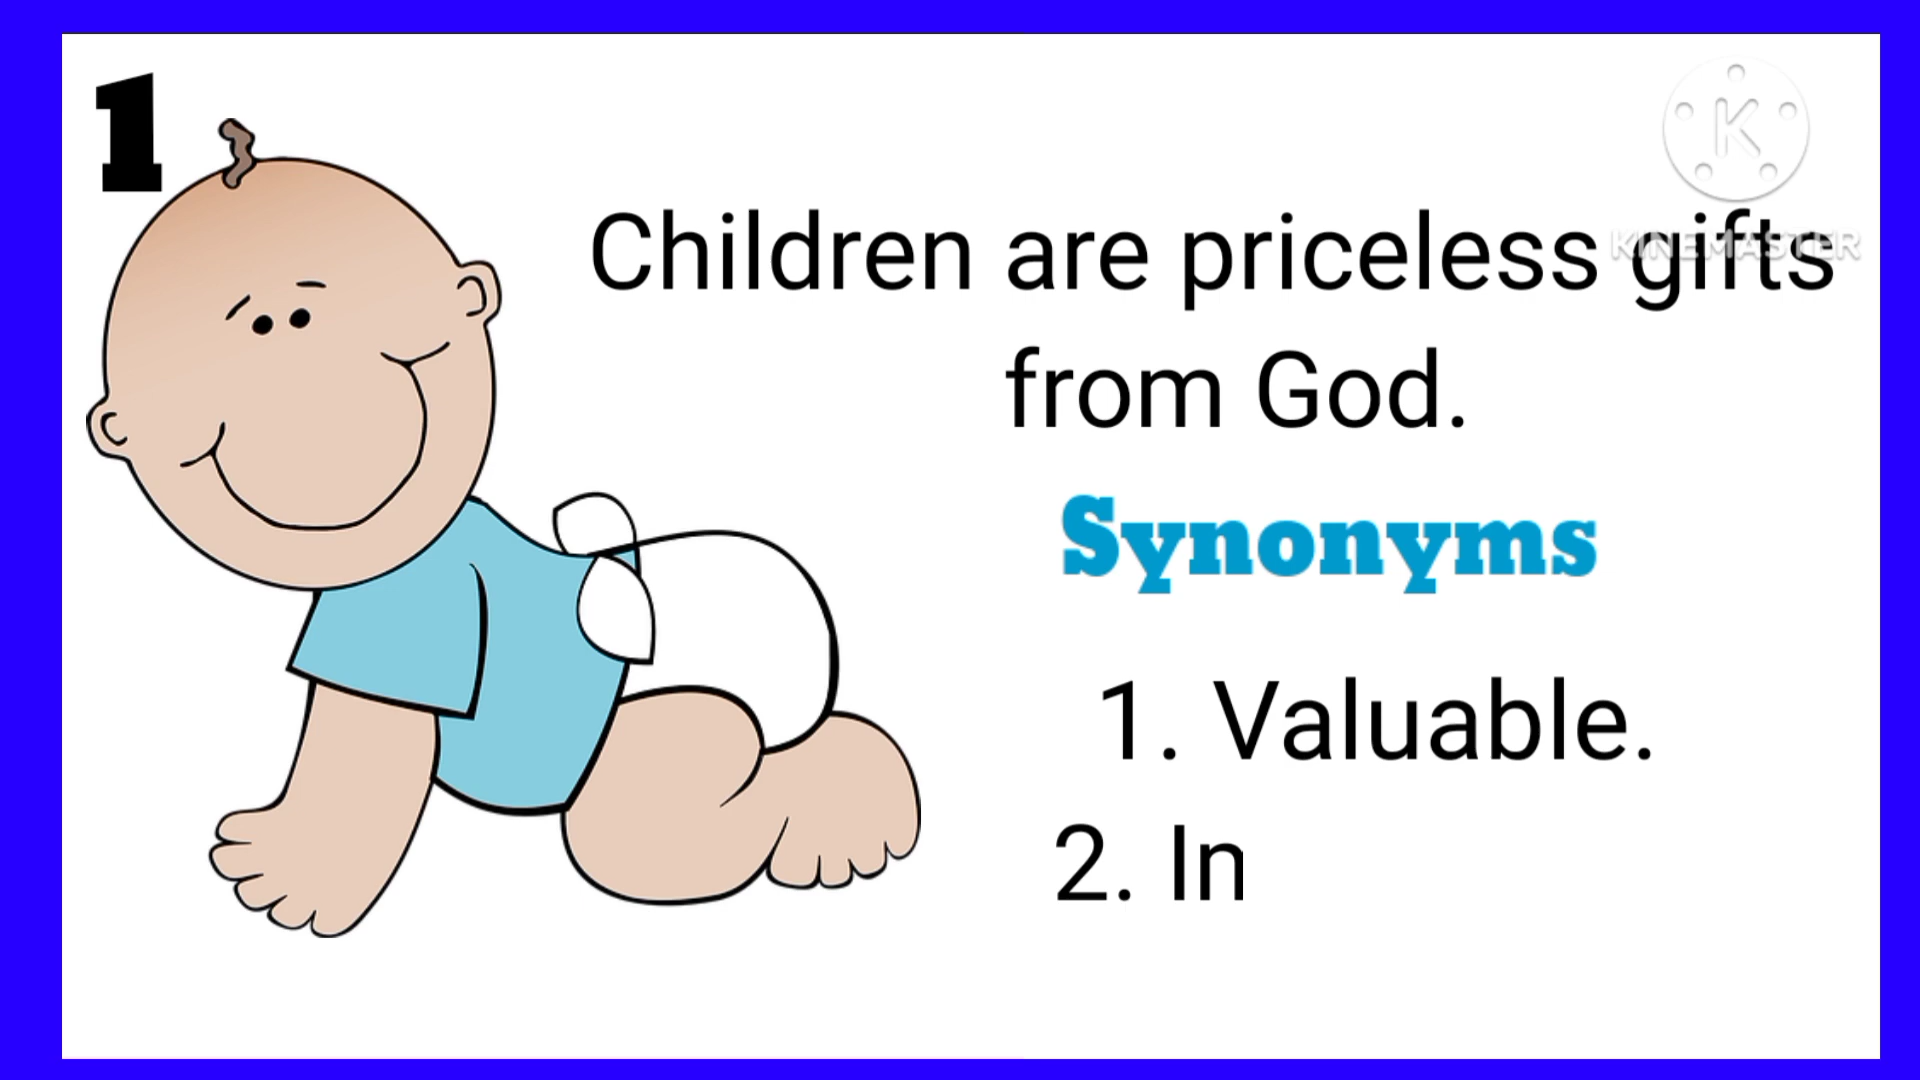 1
K
KINEMASTER
Children are priceless gifts
from God.
Synonyms
1. Valuable.
2. In